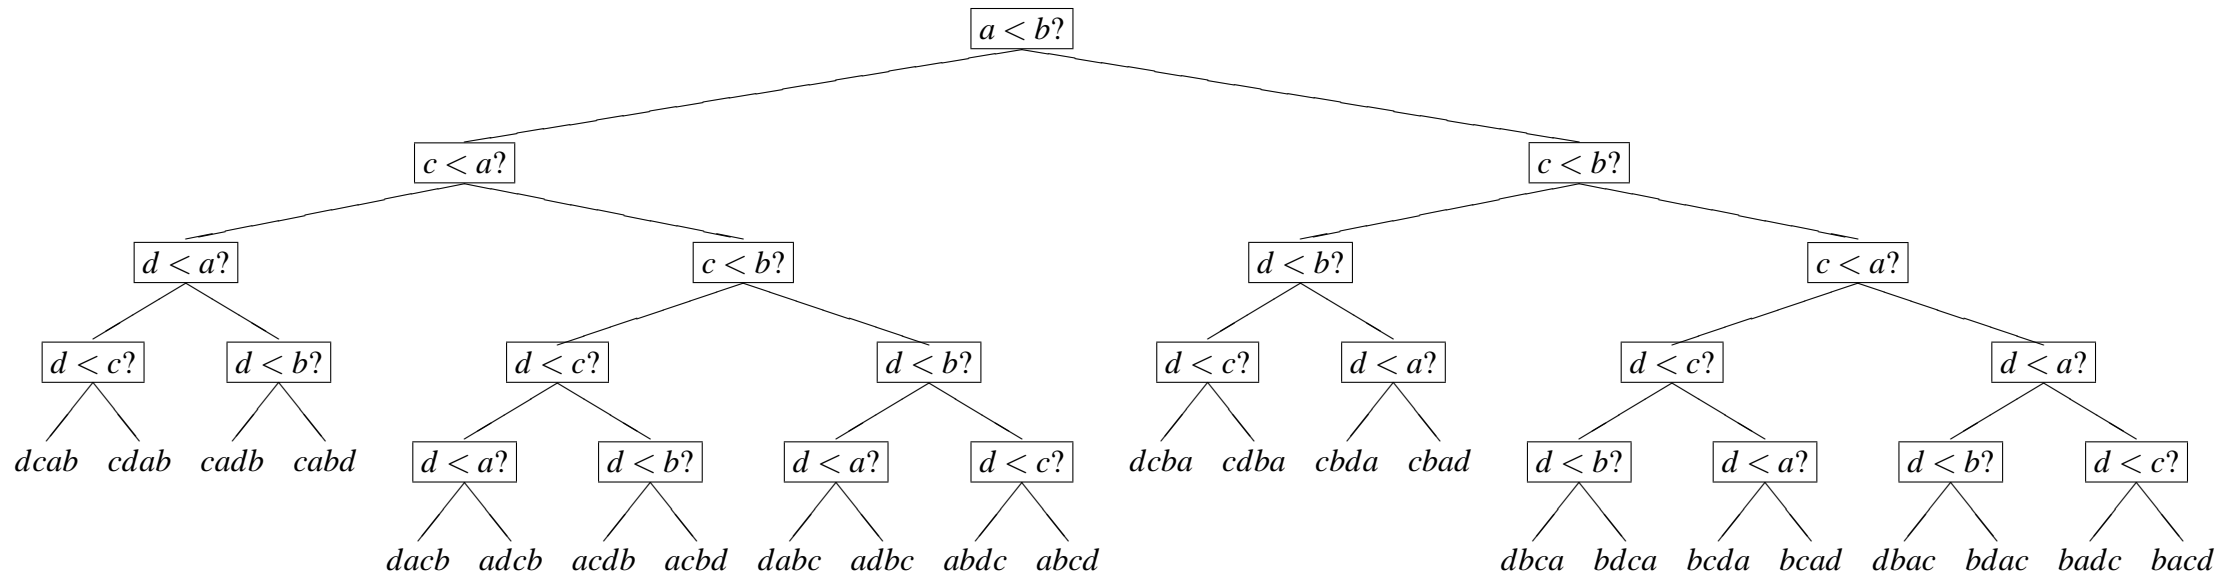 a < b?
c < a? c < b?
d < a? c < b? d < b? c < a?
d < c? d < b? d < c? d < b? d < c? d < a? d < c? d < a?
dcab cdab cadb cabd d < a? d < b? d < a? d < c? dcba cdba cbda cbad d < b? d < a? d < b? d < c?
dacb adcb acdb acbd dabc adbc abdc abcd dbca bdca bcda bcad dbac bdac badc bacd